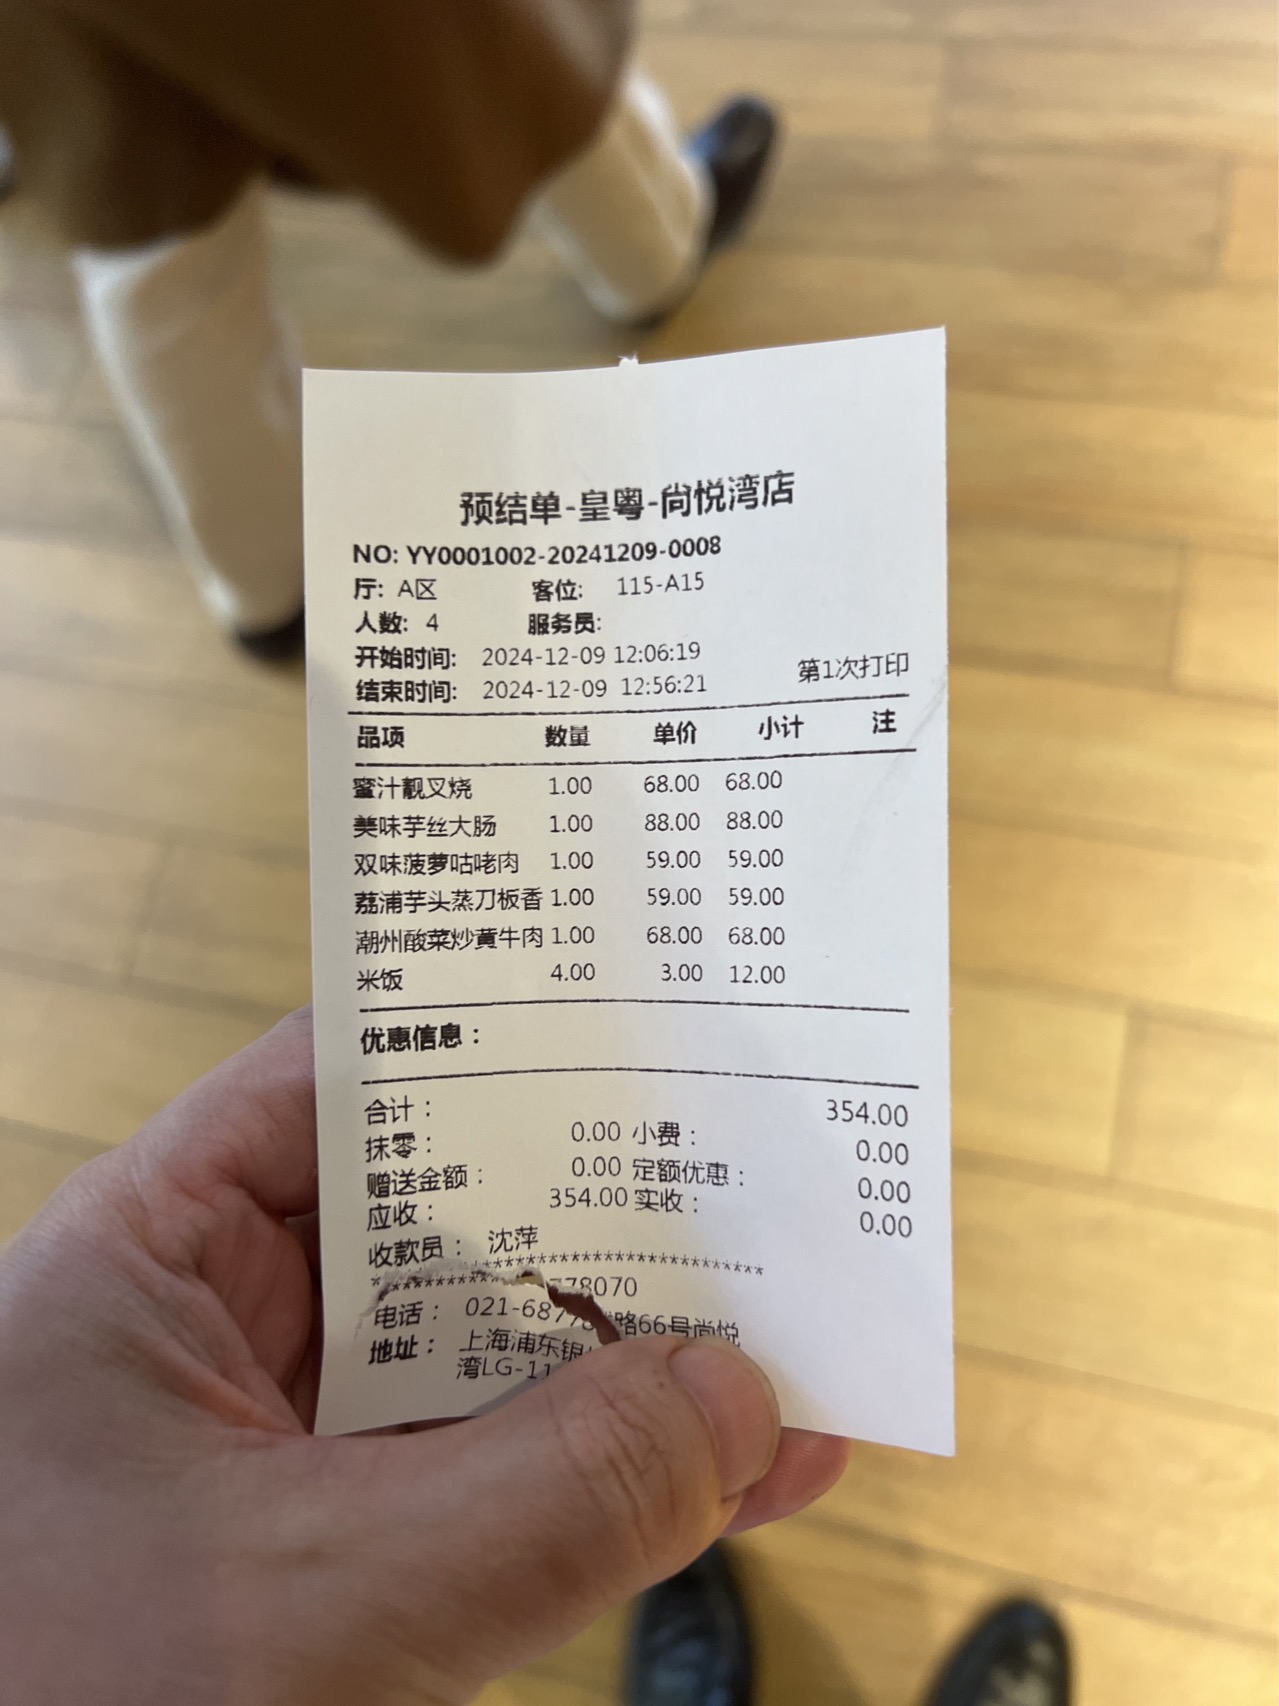 预结单-皇粤-尚悦湾店
NO: YY0001002-20241209-0008
厅: A区 客位: 115-A15
人数: 4 服务员:
开始时间: 2024-12-09 12:06:19
结束时间: 2024-12-09 12:56:21 第1次打印
品项 数量 单价 小计 注
蜜汁靓叉烧 1.00 68.00 68.00
美味芋丝大肠 1.00 88.00 88.00
双味菠萝咕咾肉 1.00 59.00 59.00
荔浦芋头蒸刀板香 1.00 59.00 59.00
潮州酸菜炒黄牛肉 1.00 68.00 68.00
米饭 4.00 3.00 12.00
优惠信息:
合计: 354.00
抹零: 0.00 小费: 0.00
赠送金额: 0.00 定额优惠: 0.00
应收: 354.00 实收: 0.00
收款员: 沈萍
电话: 021-68778070
地址: 上海浦东 路66号尚悦
湾LG-11